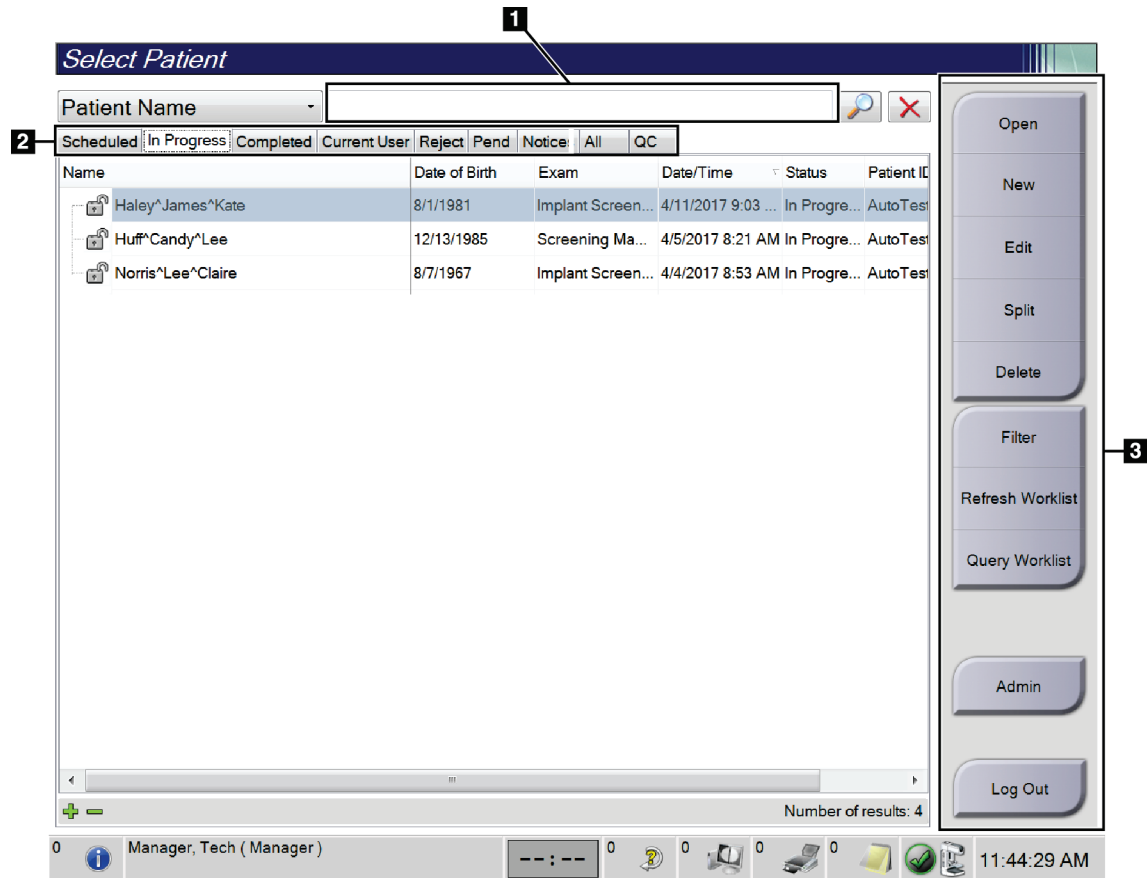 1
Select Patient
Patient Name
2
Scheduled In Progress Completed Current User Reject Pend Notice All QC
Name Date of Birth Exam Date/Time Status Patient ID
Haley^James^Kate 8/1/1981 Implant Screen... 4/11/2017 9:03 ... In Progre... AutoTest
Huff^Candy^Lee 12/13/1985 Screening Ma... 4/5/2017 8:21 AM In Progre... AutoTest
Norris^Lee^Claire 8/7/1967 Implant Screen... 4/4/2017 8:53 AM In Progre... AutoTest
Number of results: 4
Open
New
Edit
Split
Delete
Filter
3
Refresh Worklist
Query Worklist
Admin
Log Out
0 Manager, Tech ( Manager ) --:-- 0 0 0 0 11:44:29 AM